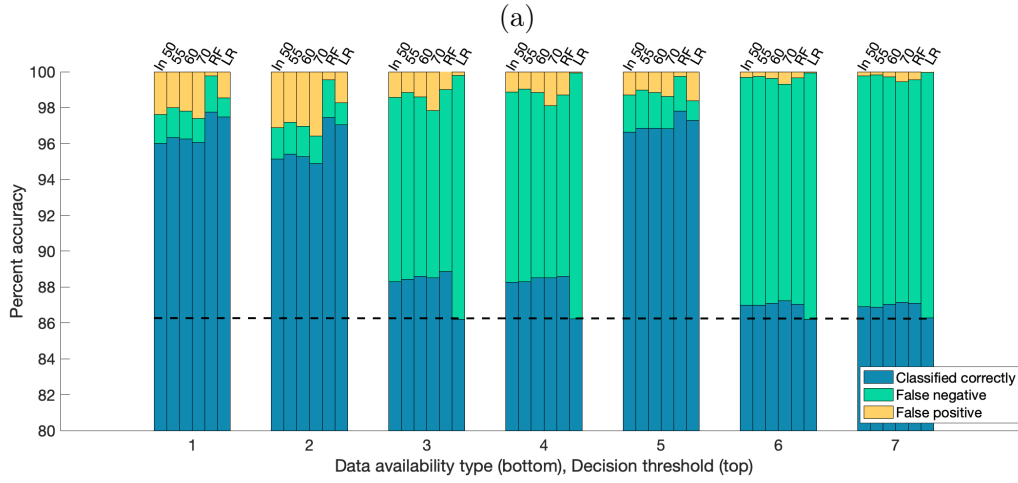 (a)
In 50 55 60 70 RF LR In 50 55 60 70 RF LR In 50 55 60 70 RF LR In 50 55 60 70 RF LR In 50 55 60 70 RF LR In 50 55 60 70 RF LR In 50 55 60 70 RF LR
100
98
96
94
92
90
88
86
84
82
80
Percent accuracy
Classified correctly
False negative
False positive
1 2 3 4 5 6 7
Data availability type (bottom), Decision threshold (top)